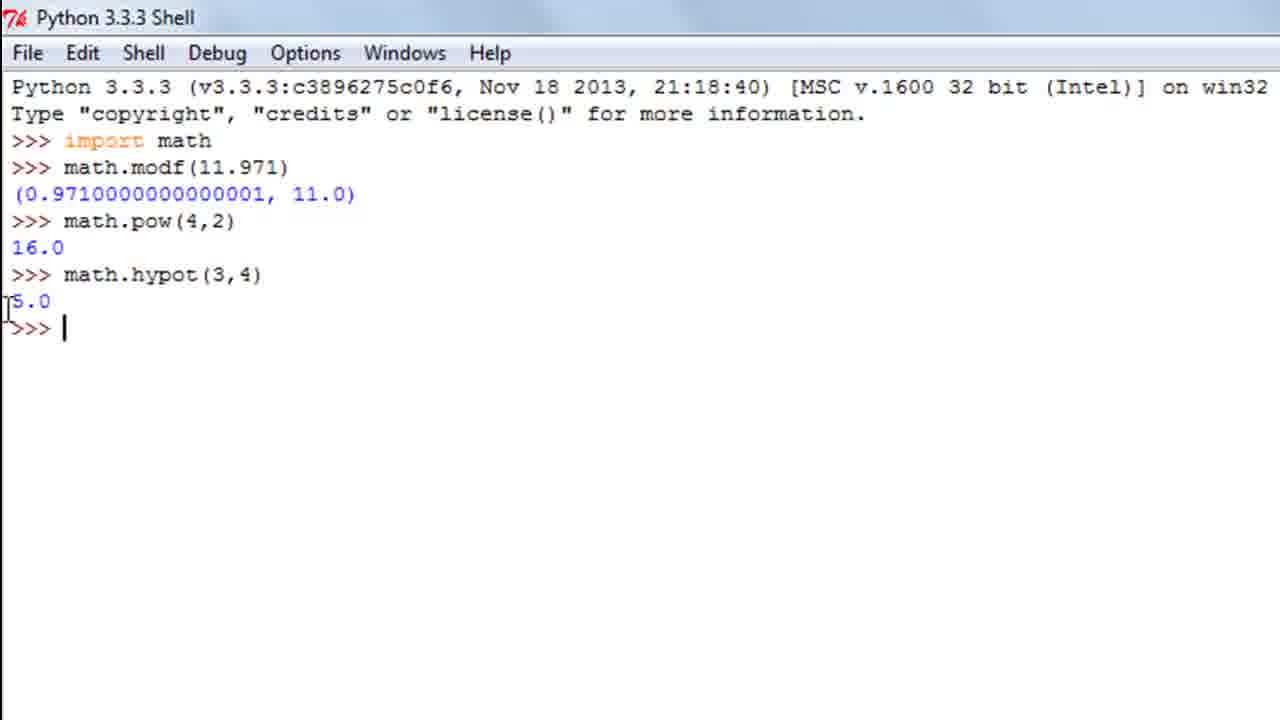 Python 3.3.3 Shell
File Edit Shell Debug Options Windows Help
Python 3.3.3 (v3.3.3:c3896275c0f6, Nov 18 2013, 21:18:40) [MSC v.1600 32 bit (Intel)] on win32
Type "copyright", "credits" or "license()" for more information.
>>> import math
>>> math.modf(11.971)
(0.9710000000000001, 11.0)
>>> math.pow(4,2)
16.0
>>> math.hypot(3,4)
5.0
>>>